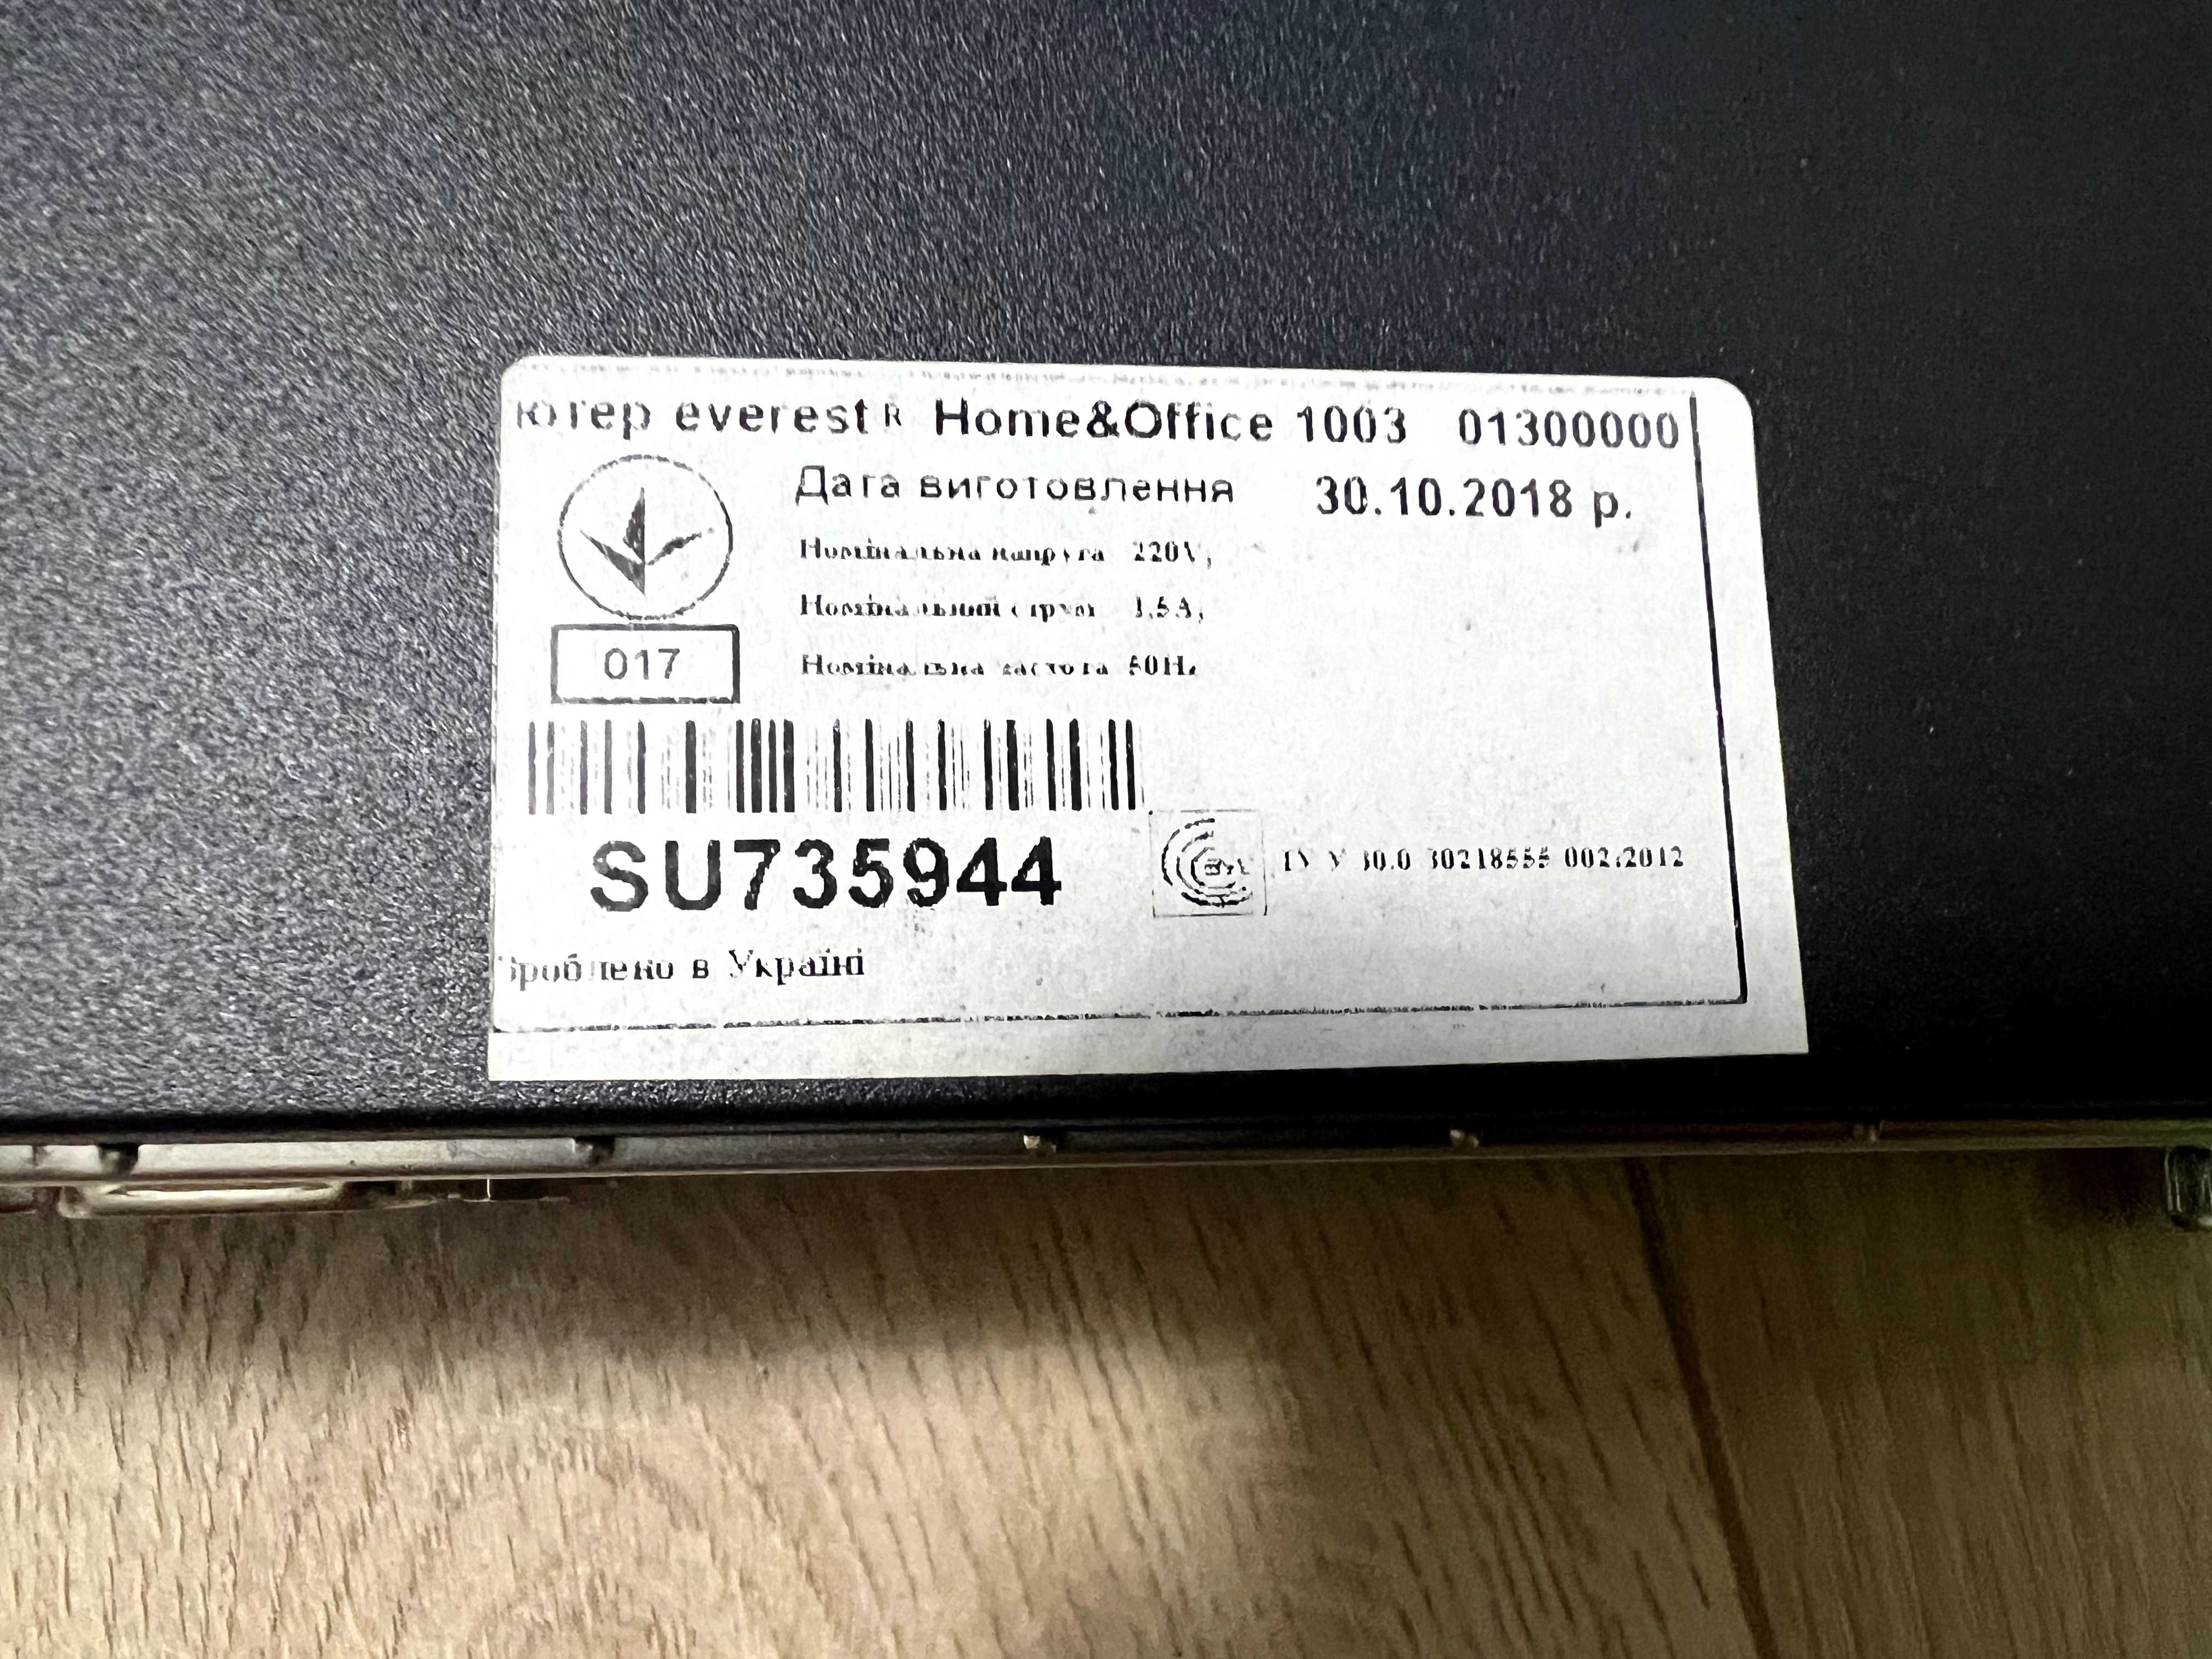 ютер everest R Home&Office 1003 01300000
Дата виготовлення 30.10.2018 р.
Номінальна напруга 220V,
Номінальний струм 1,5A,
Номінальна частота 50Hz
017
SU735944
ТУ У 30.0 30218555 002:2012
Зроблено в Україні